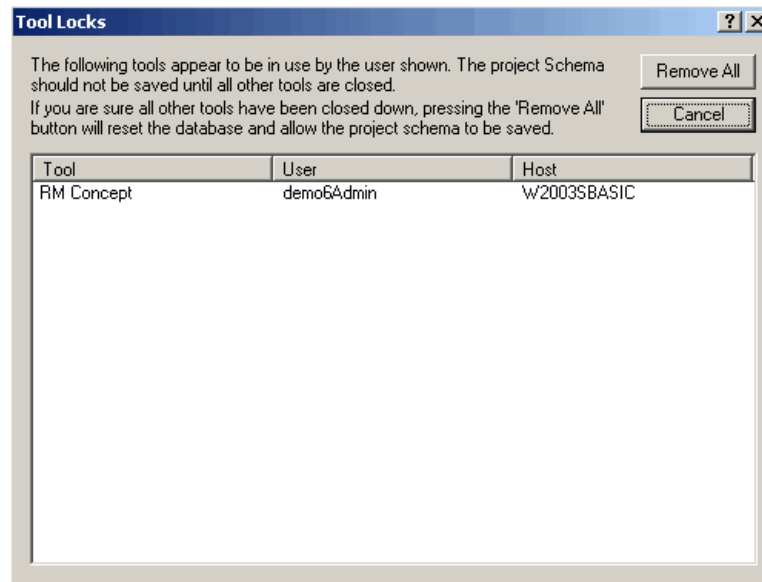 Tool Locks
The following tools appear to be in use by the user shown. The project Schema
should not be saved until all other tools are closed.
If you are sure all other tools have been closed down, pressing the 'Remove All'
button will reset the database and allow the project schema to be saved.
Remove All
Cancel
Tool User Host
RM Concept demo6Admin W2003SBASIC